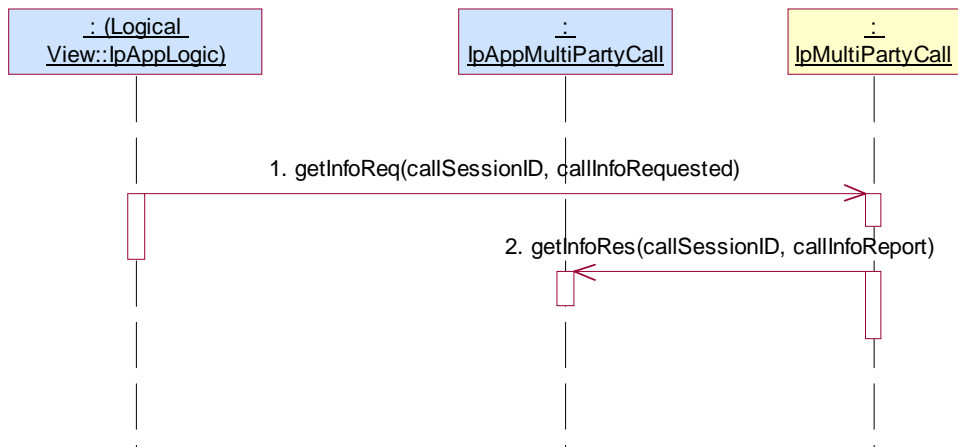 : (Logical
View::IpAppLogic)
:
IpAppMultiPartyCall
:
IpMultiPartyCall
1. getInfoReq(callSessionID, callInfoRequested)
2. getInfoRes(callSessionID, callInfoReport)